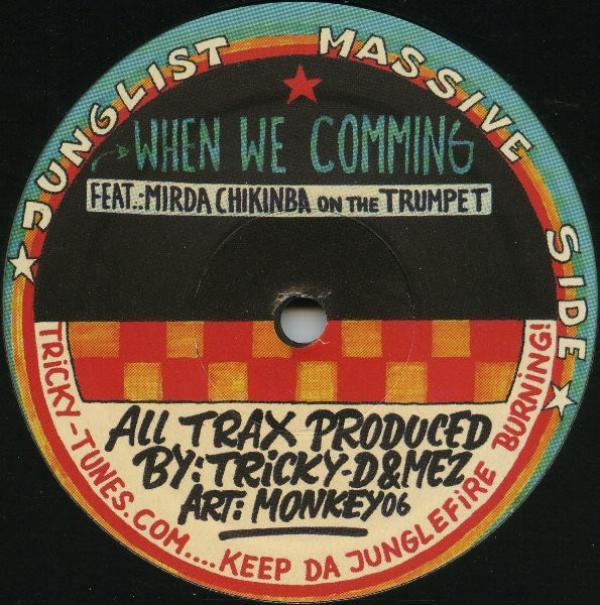 JUNGLIST MASSIVE SIDE
WHEN WE COMMING
FEAT.:MIRDA CHIKINBA ON THE TRUMPET
ALL TRAX PRODUCED
BY: TRiCKY-D&MEZ
ART: MONKEY06
TRiCKY-TUNES.COM....KEEP DA JUNGLEFiRE BURNiNG!